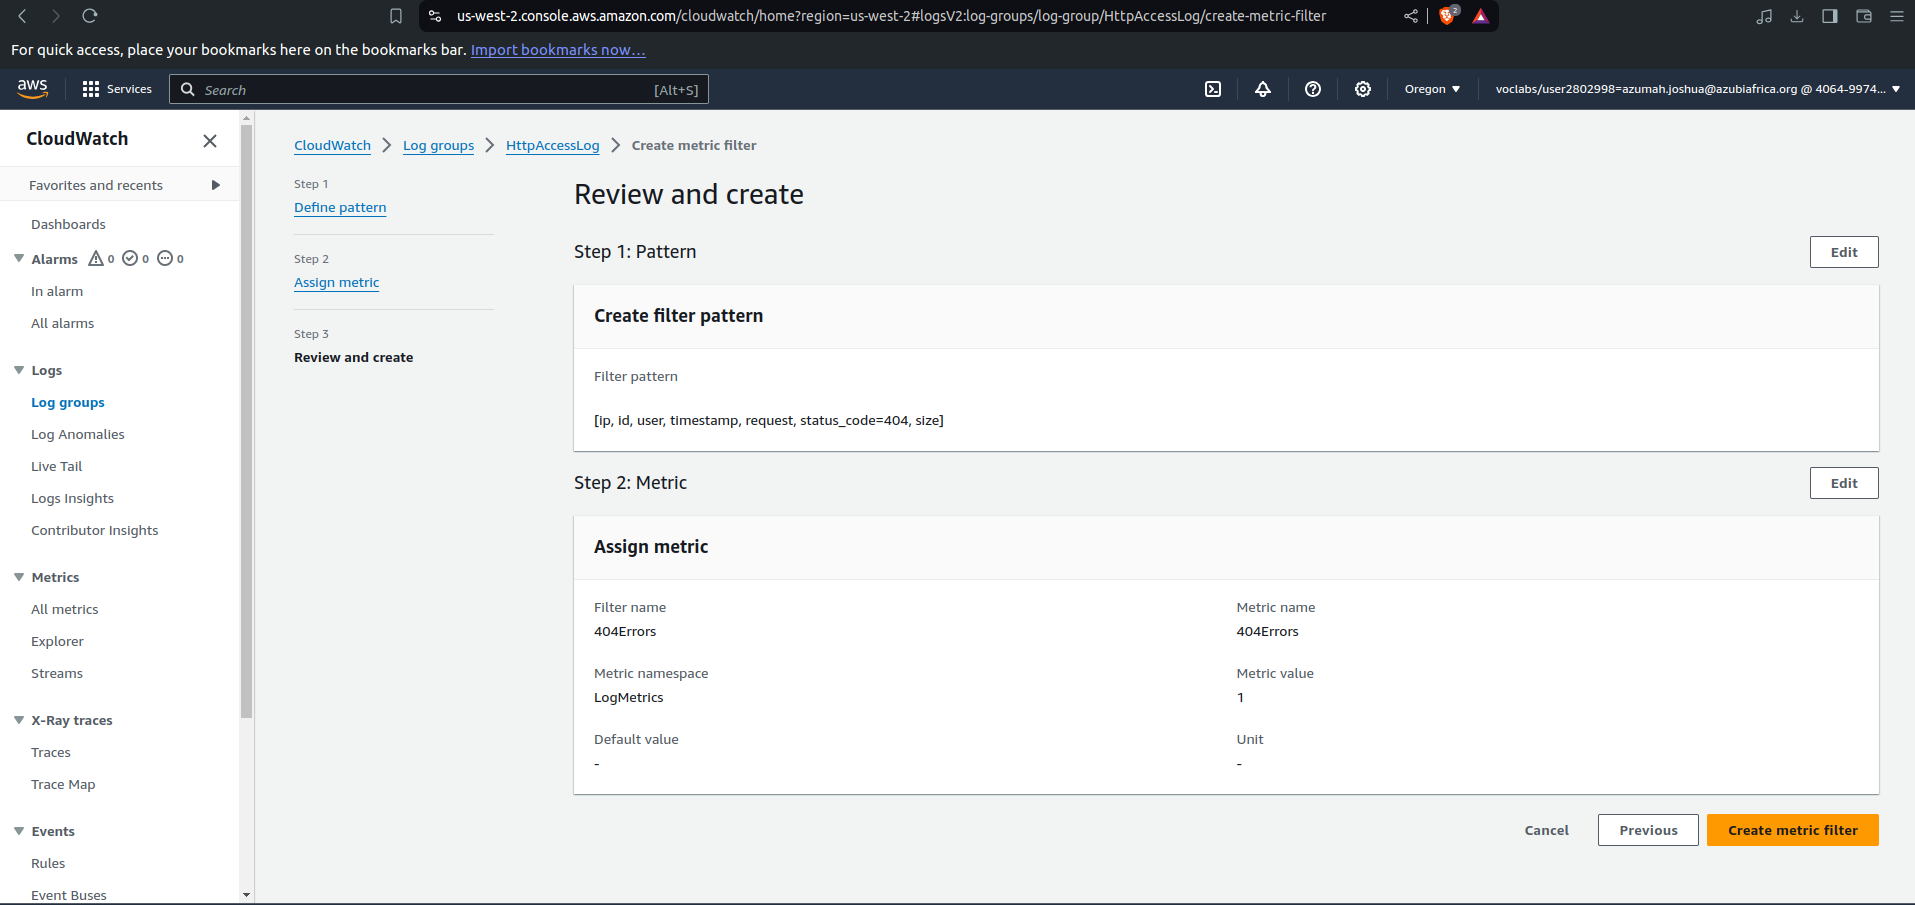 us-west-2.console.aws.amazon.com/cloudwatch/home?region=us-west-2#logsV2:log-groups/log-group/HttpAccessLog/create-metric-filter
2
For quick access, place your bookmarks here on the bookmarks bar. Import bookmarks now...
aws
Services
Search
[Alt+S]
Oregon
voclabs/user2802998=azumah.joshua@azubiafrica.org @ 4064-9974...
CloudWatch
Favorites and recents
Dashboards
Alarms 0 0 0
In alarm
All alarms
Logs
Log groups
Log Anomalies
Live Tail
Logs Insights
Contributor Insights
Metrics
All metrics
Explorer
Streams
X-Ray traces
Traces
Trace Map
Events
Rules
Event Buses
CloudWatch
Log groups
HttpAccessLog
Create metric filter
Step 1
Define pattern
Step 2
Assign metric
Step 3
Review and create
Review and create
Step 1: Pattern
Edit
Create filter pattern
Filter pattern
[ip, id, user, timestamp, request, status_code=404, size]
Step 2: Metric
Edit
Assign metric
Filter name
404Errors
Metric name
404Errors
Metric namespace
LogMetrics
Metric value
1
Default value
-
Unit
-
Cancel
Previous
Create metric filter